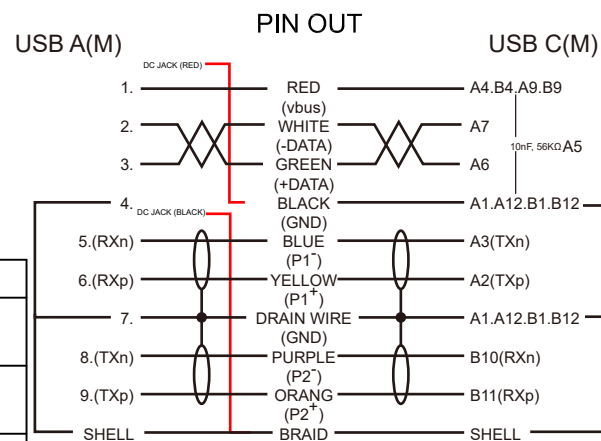 PIN OUT
USB A(M) USB C(M)
DC JACK (RED)
1. RED A4.B4.A9.B9
(vbus)
2. WHITE A7
(-DATA) 10nF, 56KΩ A5
3. GREEN A6
(+DATA)
4. BLACK A1.A12.B1.B12
DC JACK (BLACK)
(GND)
5.(RXn) BLUE A3(TXn)
(P1-)
6.(RXp) YELLOW A2(TXp)
(P1+)
7. DRAIN WIRE A1.A12.B1.B12
(GND)
8.(TXn) PURPLE B10(RXn)
(P2-)
9.(TXp) ORANG B11(RXp)
(P2+)
SHELL BRAID SHELL